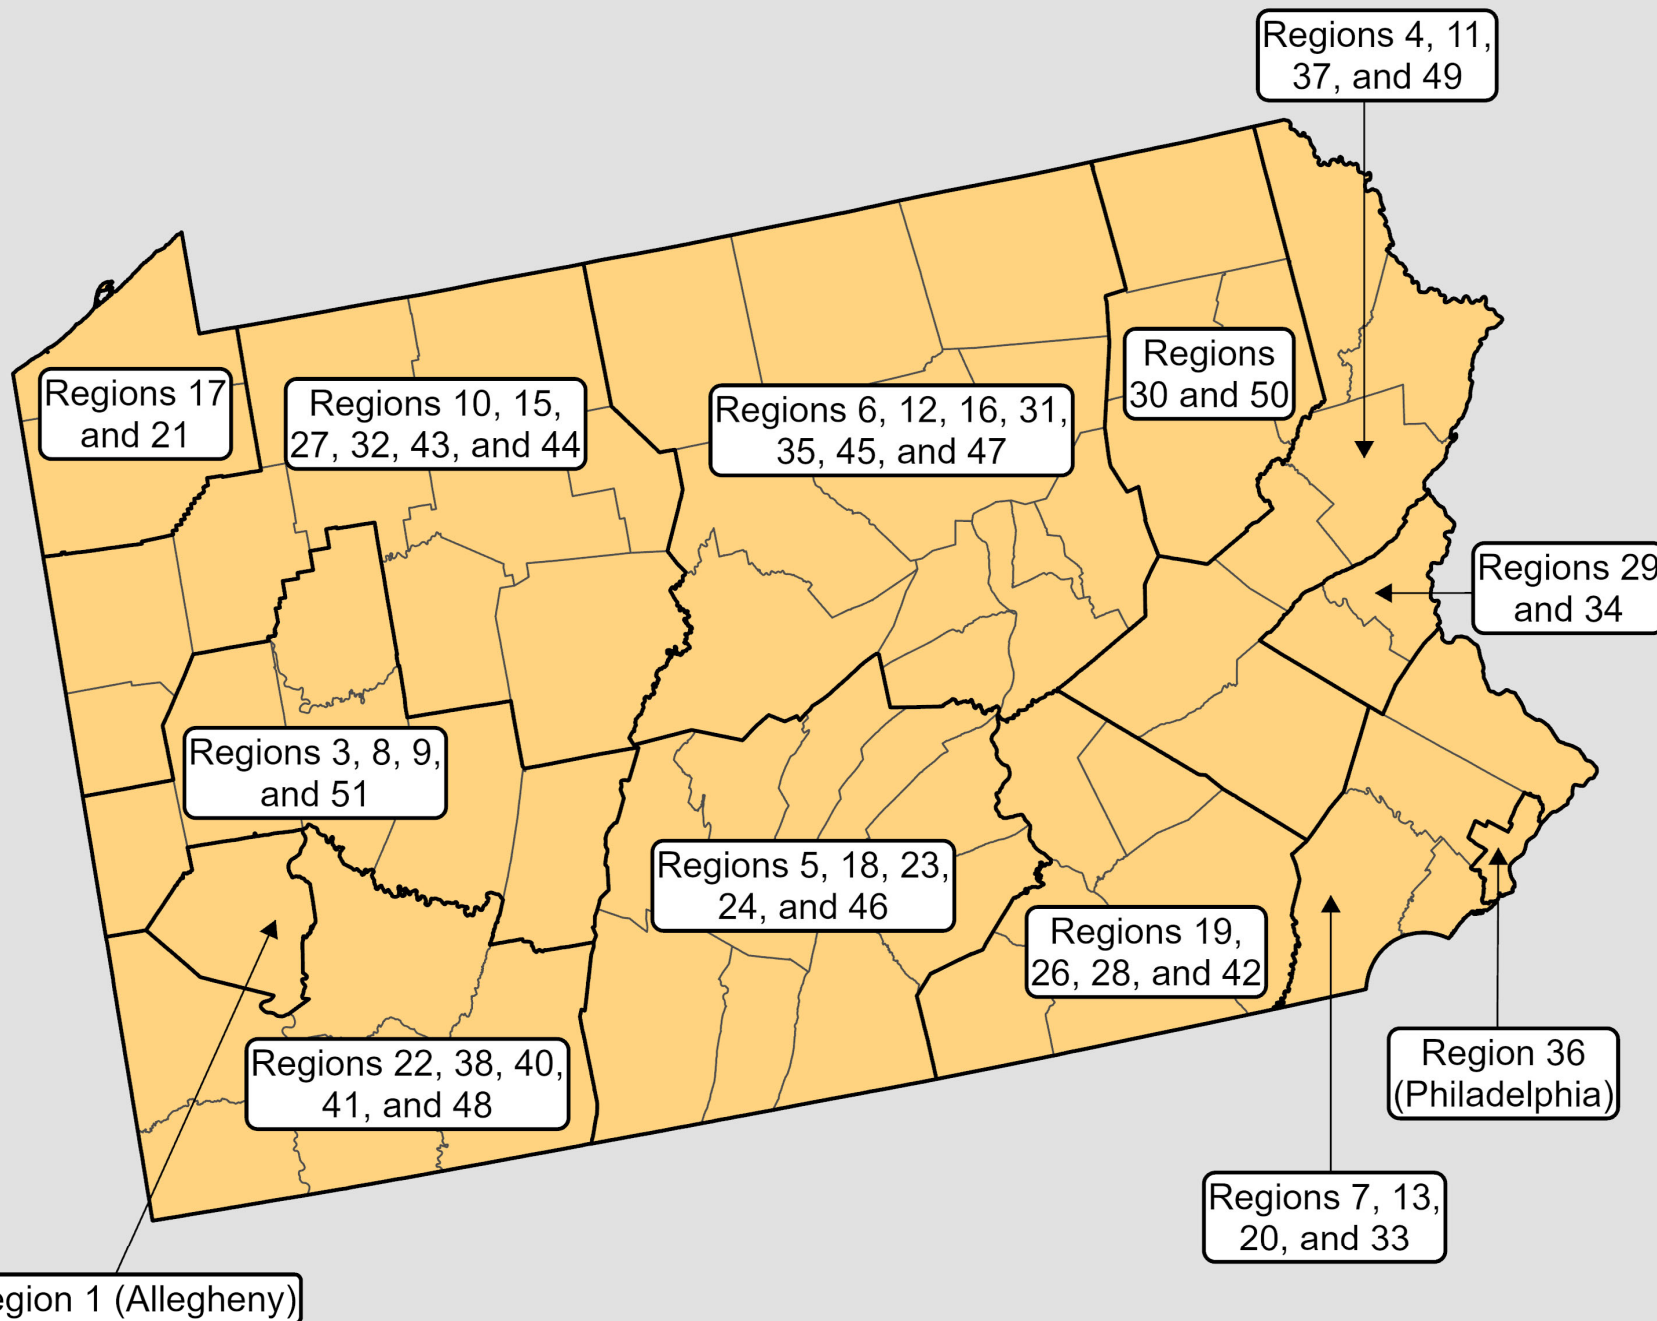 Regions 4, 11,
37, and 49
Regions 17
and 21
Regions 10, 15,
27, 32, 43, and 44
Regions 6, 12, 16, 31,
35, 45, and 47
Regions
30 and 50
Regions 29
and 34
Regions 3, 8, 9,
and 51
Regions 5, 18, 23,
24, and 46
Regions 19,
26, 28, and 42
Regions 22, 38, 40,
41, and 48
Region 36
(Philadelphia)
Regions 7, 13,
20, and 33
egion 1 (Allegheny)